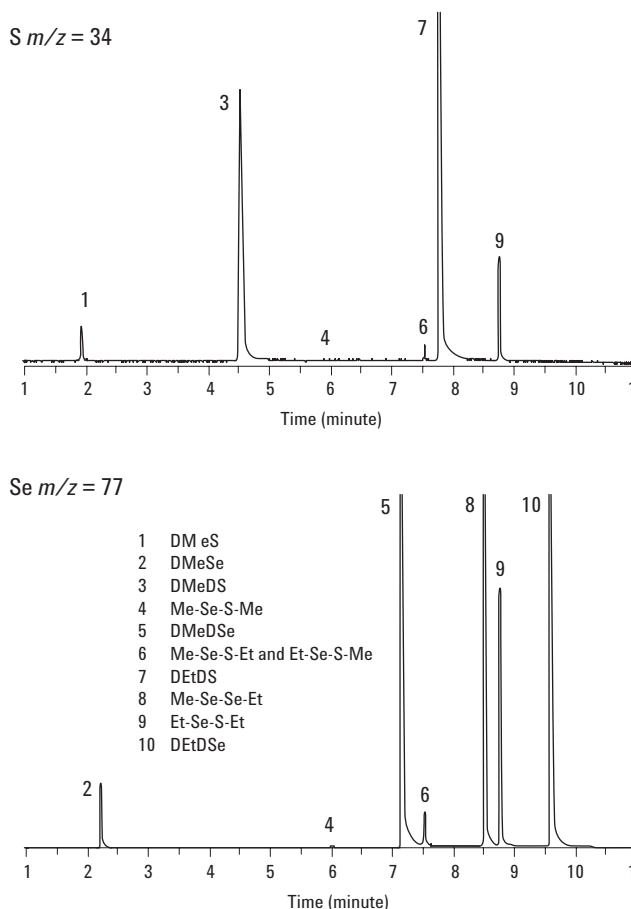 S m/z = 34
7
3
9
1
4
6
1 2 3 4 5 6 7 8 9 10 1
Time (minute)
Se m/z = 77
5
8
10
9
1 DM eS
2 DMeSe
3 DMeDS
4 Me-Se-S-Me
5 DMeDSe
6 Me-Se-S-Et and Et-Se-S-Me
7 DEtDS
8 Me-Se-Se-Et
9 Et-Se-S-Et
10 DEtDSe
2
6
4
1 2 3 4 5 6 7 8 9 10 1
Time (minute)